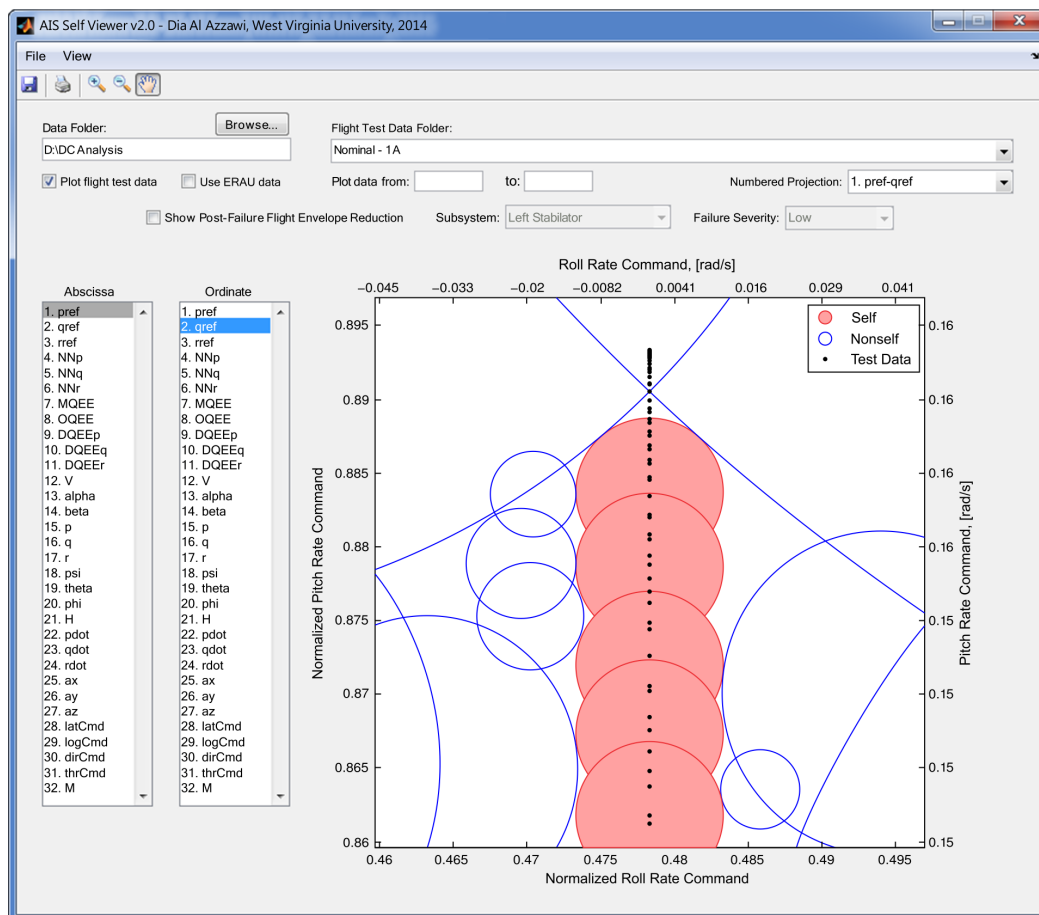 AIS Self Viewer v2.0 - Dia Al Azzawi, West Virginia University, 2014
File View
Data Folder:
Browse...
Flight Test Data Folder:
D:\DC Analysis
Nominal - 1A
Plot flight test data
Use ERAU data
Plot data from:
to:
Numbered Projection:
1. pref-qref
Show Post-Failure Flight Envelope Reduction
Subsystem:
Left Stabilator
Failure Severity:
Low
Abscissa
1. pref
2. qref
3. rref
4. NNp
5. NNq
6. NNr
7. MQEE
8. OQEE
9. DQEEp
10. DQEEq
11. DQEEr
12. V
13. alpha
14. beta
15. p
16. q
17. r
18. psi
19. theta
20. phi
21. H
22. pdot
23. qdot
24. rdot
25. ax
26. ay
27. az
28. latCmd
29. logCmd
30. dirCmd
31. thrCmd
32. M
Ordinate
1. pref
2. qref
3. rref
4. NNp
5. NNq
6. NNr
7. MQEE
8. OQEE
9. DQEEp
10. DQEEq
11. DQEEr
12. V
13. alpha
14. beta
15. p
16. q
17. r
18. psi
19. theta
20. phi
21. H
22. pdot
23. qdot
24. rdot
25. ax
26. ay
27. az
28. latCmd
29. logCmd
30. dirCmd
31. thrCmd
32. M
Roll Rate Command, [rad/s]
−0.045 −0.033 −0.02 −0.0082 0.0041 0.016 0.029 0.041
Normalized Pitch Rate Command
0.895
0.89
0.885
0.88
0.875
0.87
0.865
0.86
Self
Nonself
Test Data
0.16
0.16
0.16
0.16
0.15
0.15
0.15
0.15
Pitch Rate Command, [rad/s]
0.46 0.465 0.47 0.475 0.48 0.485 0.49 0.495
Normalized Roll Rate Command